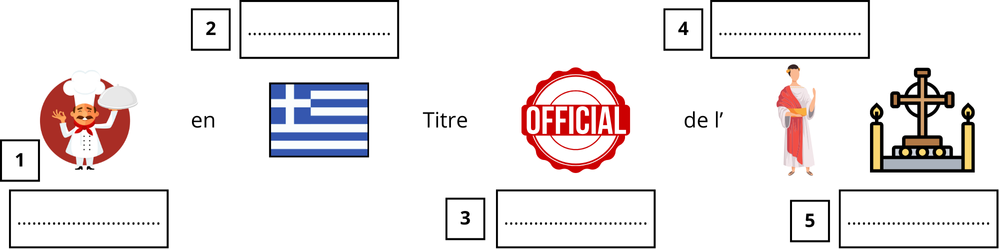 2 ..............................
4 ..............................
1
en
Titre
OFFICIAL
de l’
..............................
3 ..............................
5 ..............................